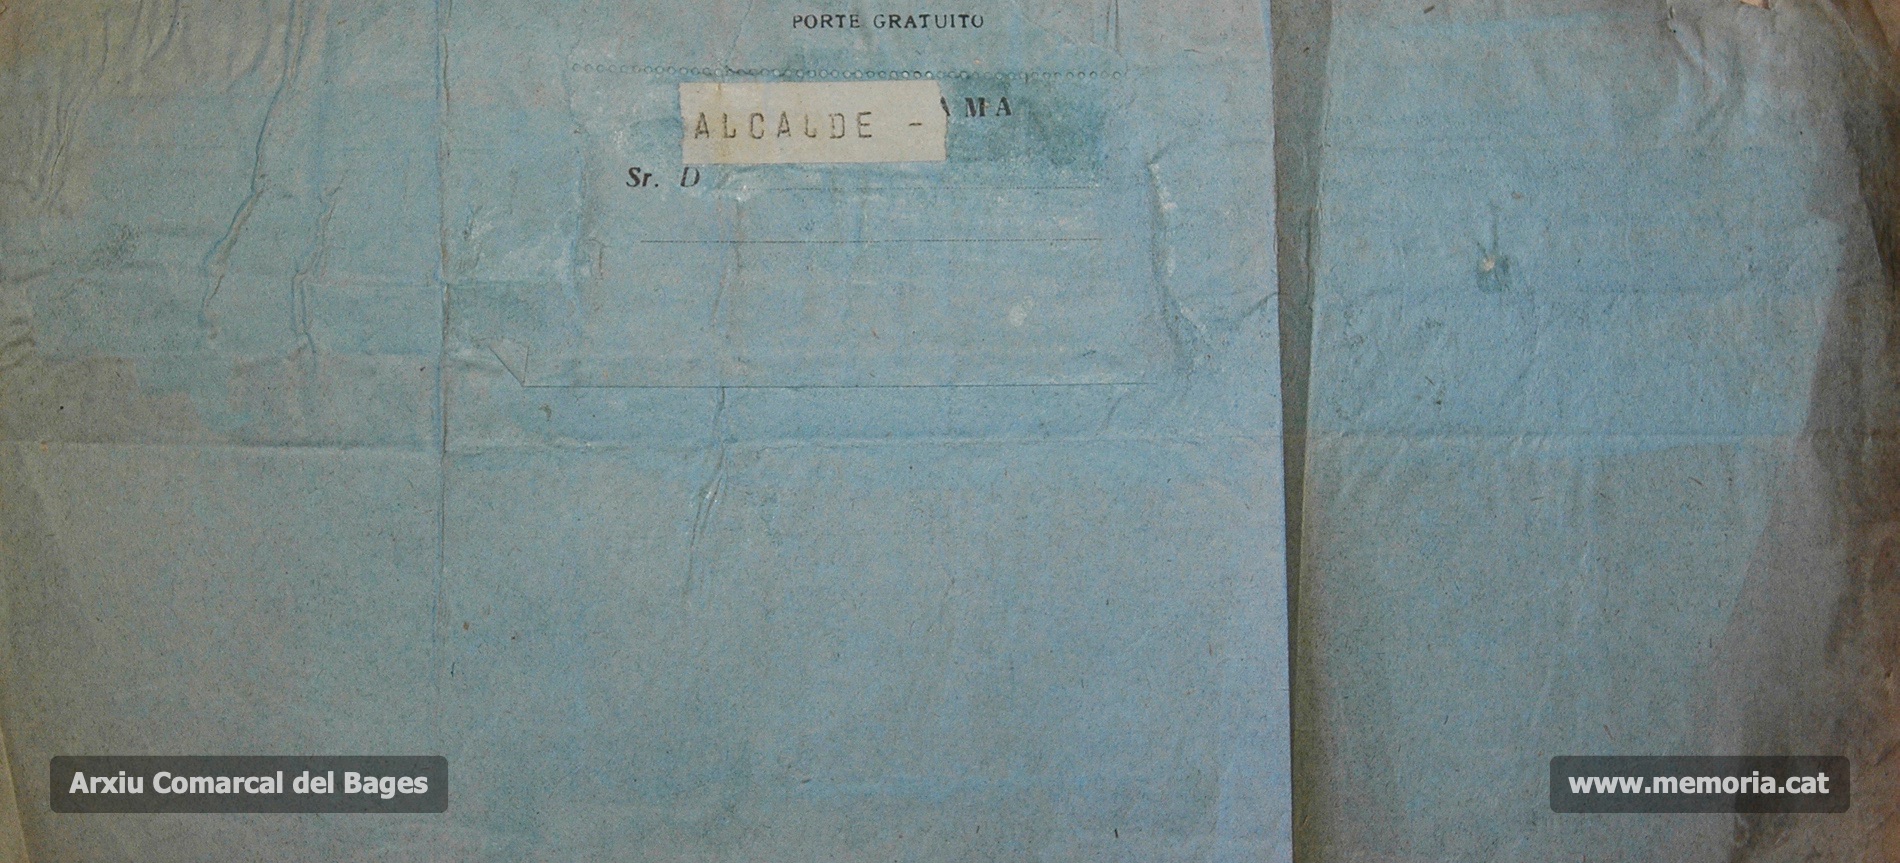 PORTE GRATUITO
AMA
ALCALDE -
Sr. D
Arxiu Comarcal del Bages
www.memoria.cat